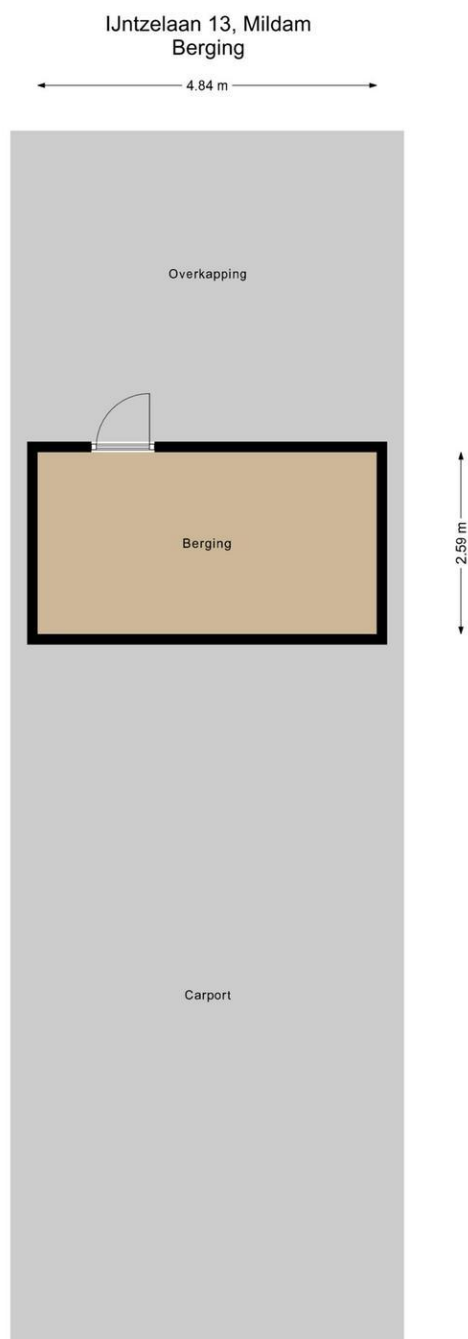 IJntzelaan 13, Mildam
Berging
4.84 m
Overkapping
Berging
2.59 m
Carport